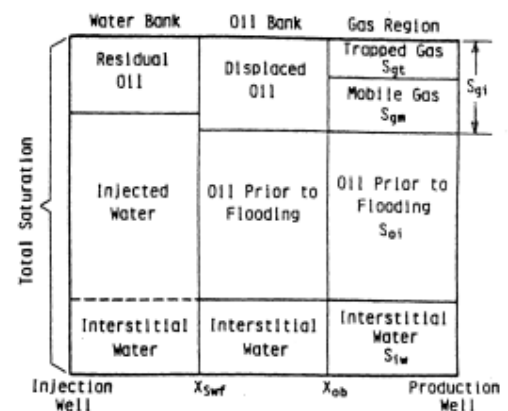 Water Bank Oil Bank Gas Region
Residual
Oil
Displaced
Oil
Trapped Gas
Sgt
Mobile Gas
Sgm
Sgi
Total Saturation
Injected
Water
Oil Prior to
Flooding
Oil Prior to
Flooding
Soi
Interstitial
Water
Interstitial
Water
Interstitial
Water
Siw
Injection
Well
XSwf
Xob
Production
Well